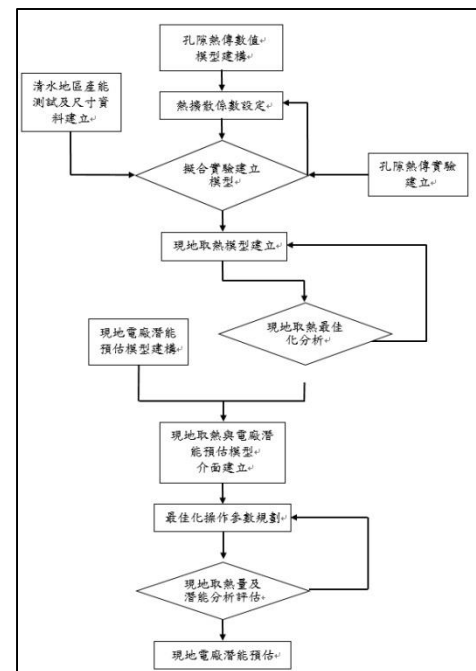 孔隙熱傳數值
模型建構
清水地區產能
測試及尺寸資
料建立
熱擴散係數設定
擬合實驗建立
模型
孔隙熱傳實驗
建立
現地取熱模型建立
現地取熱最佳
化分析
現地電廠潛能
預估模型建構
現地取熱與電廠潛
能預估模型
介面建立
最佳化操作參數規劃
現地取熱量及
潛能分析評估
現地電廠潛能預估